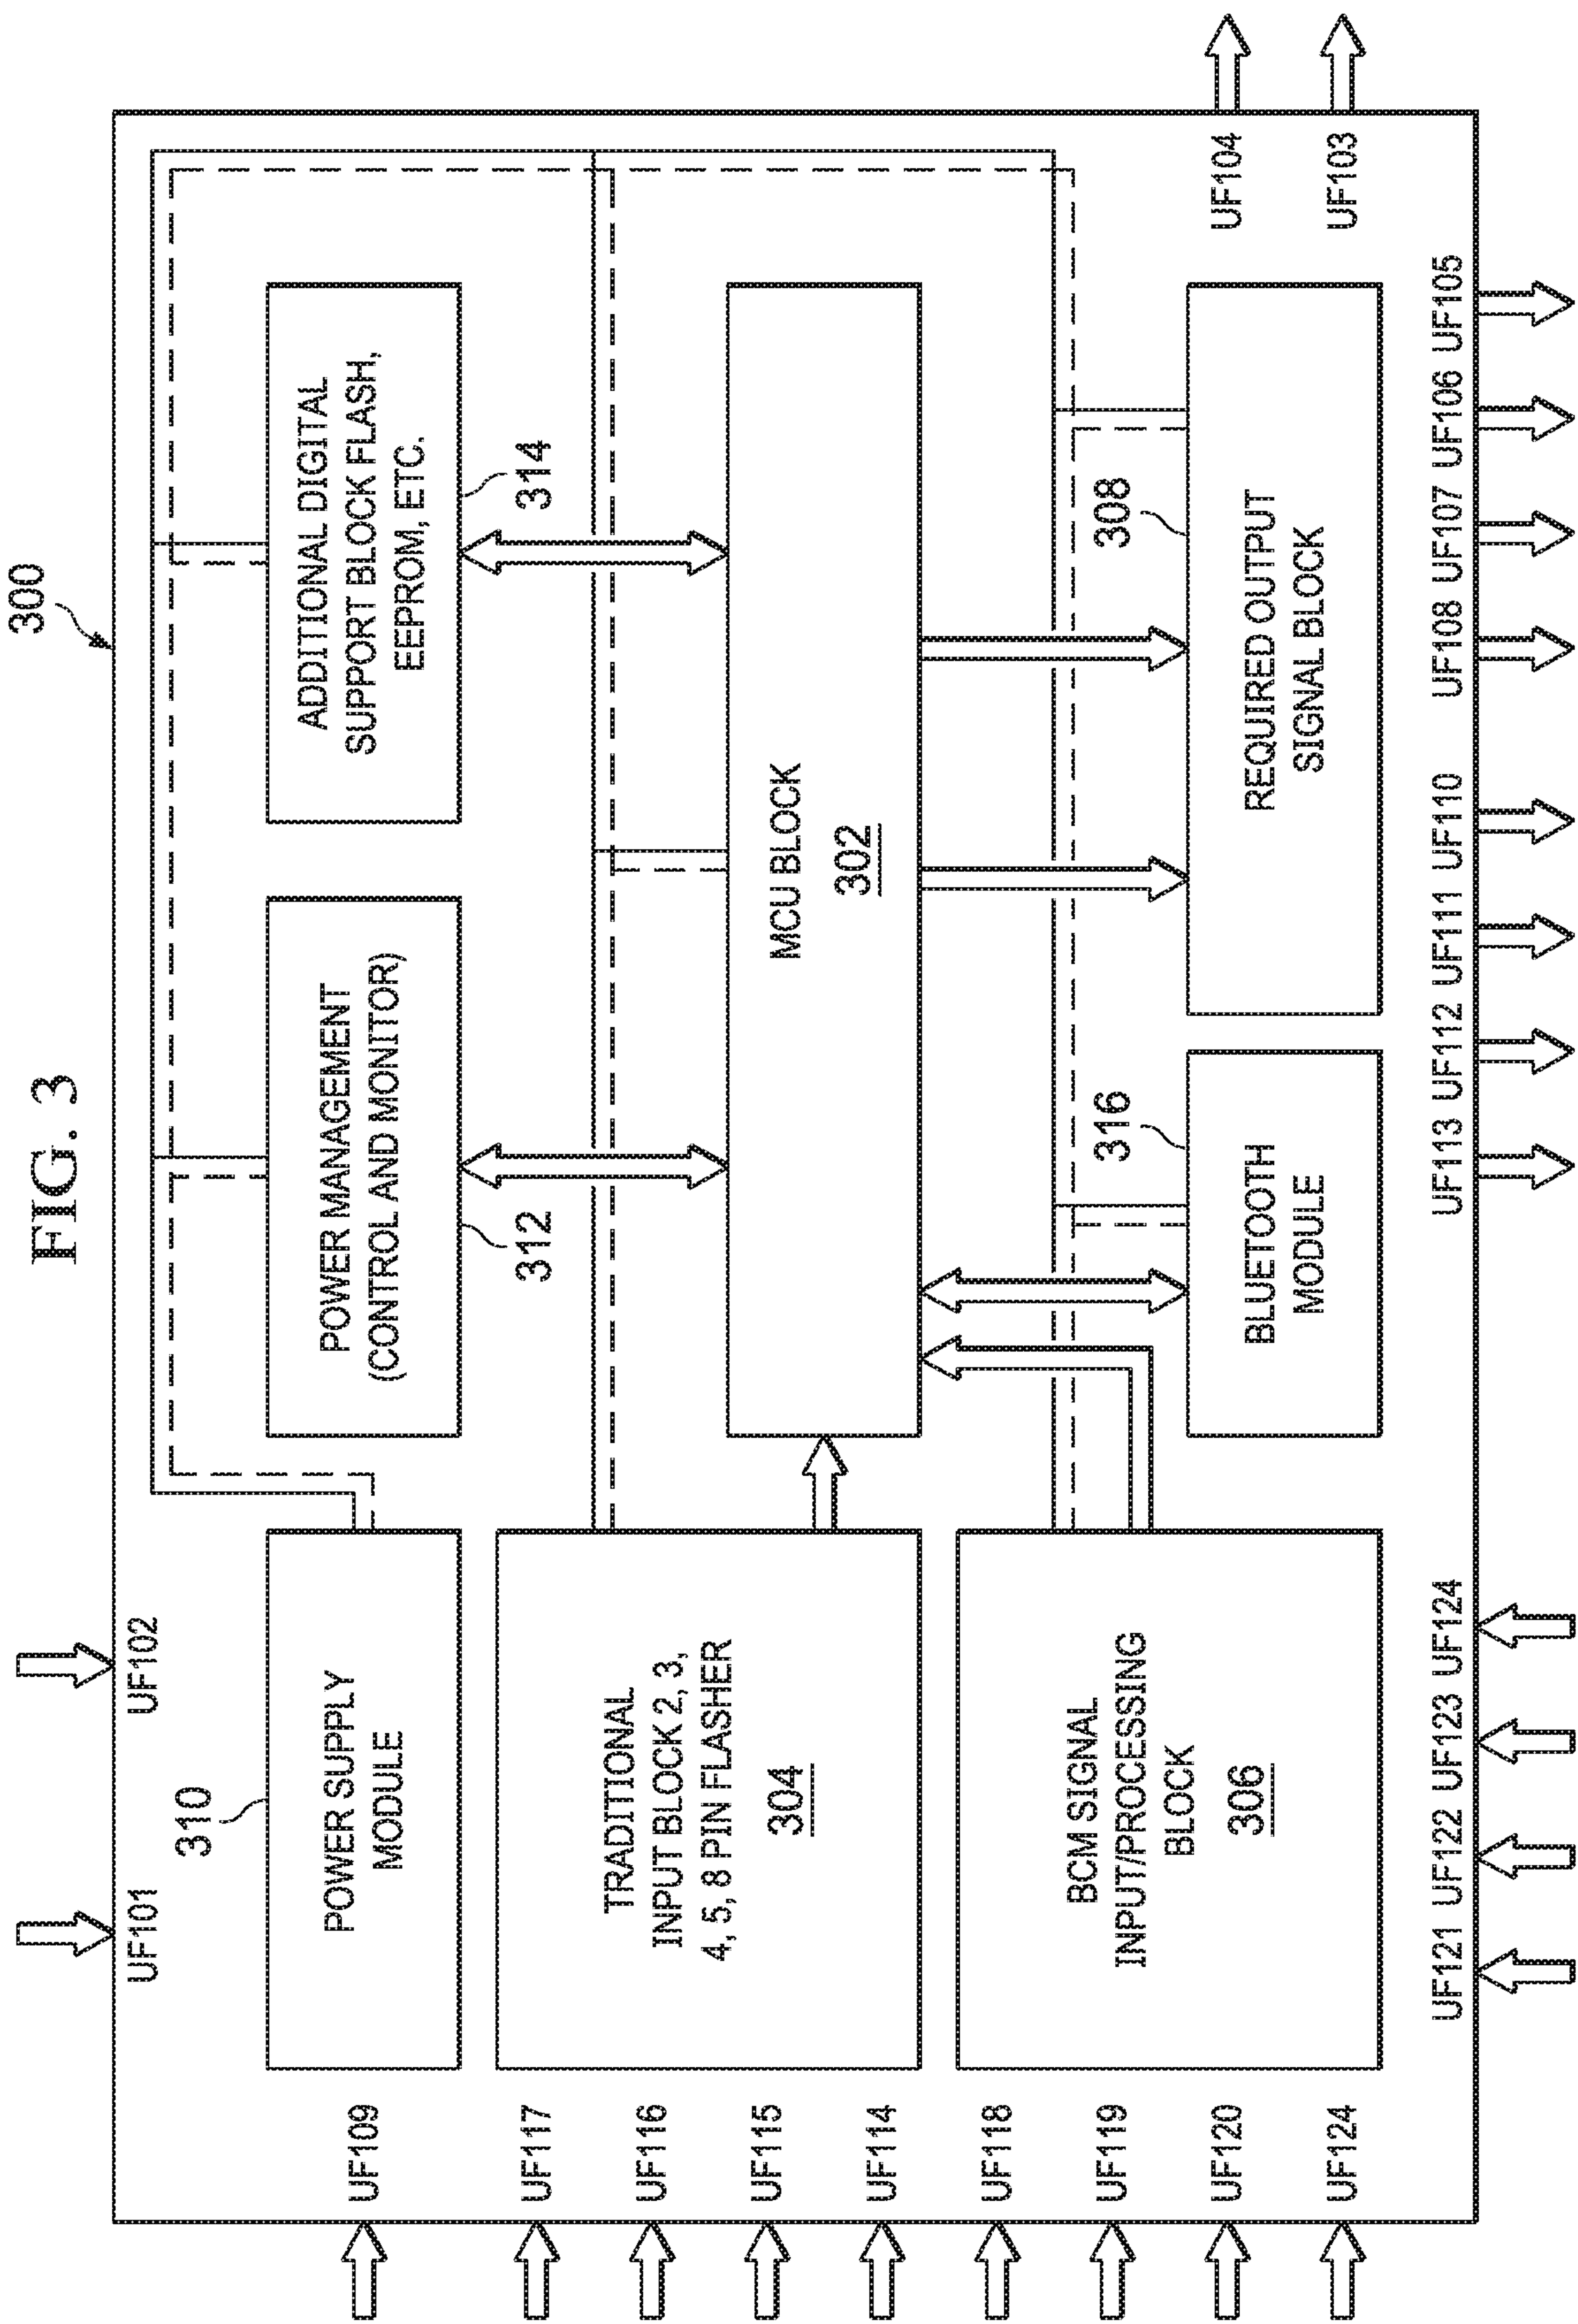 FIG. 3
300
UF101
UF102
310
POWER SUPPLY
MODULE
POWER MANAGEMENT
(CONTROL AND MONITOR)
312
ADDITIONAL DIGITAL
SUPPORT BLOCK FLASH,
EEPROM, ETC.
314
TRADITIONAL
INPUT BLOCK 2, 3,
4, 5, 8 PIN FLASHER
304
MCU BLOCK
302
BCM SIGNAL
INPUT/PROCESSING
BLOCK
306
316
BLUETOOTH
MODULE
308
REQUIRED OUTPUT
SIGNAL BLOCK
UF109
UF117
UF116
UF115
UF114
UF118
UF119
UF120
UF124
UF104
UF103
UF121
UF122
UF123
UF124
UF113
UF112
UF111
UF110
UF108
UF107
UF106
UF105